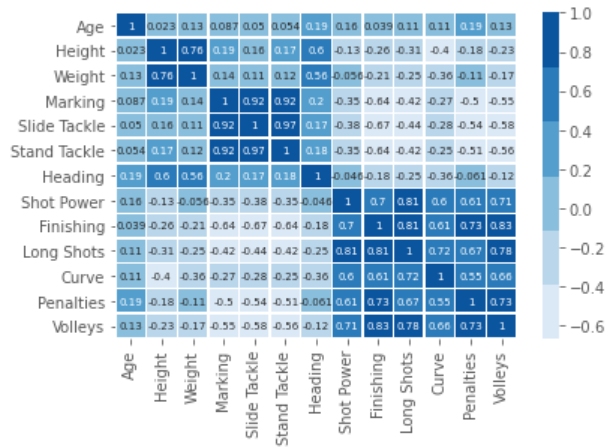 Age 1 0.023 0.13 0.087 0.05 0.054 0.19 0.16 0.039 0.11 0.11 0.19 0.13
Height 0.023 1 0.76 0.19 0.16 0.17 0.6 -0.13 -0.26 -0.31 -0.4 -0.18 -0.23
Weight 0.13 0.76 1 0.14 0.11 0.12 0.56 -0.056 -0.21 -0.25 -0.36 -0.11 -0.17
Marking 0.087 0.19 0.14 1 0.92 0.92 0.2 -0.35 -0.64 -0.42 -0.27 -0.5 -0.55
Slide Tackle 0.05 0.16 0.11 0.92 1 0.97 0.17 -0.38 -0.67 -0.44 -0.28 -0.54 -0.58
Stand Tackle 0.054 0.17 0.12 0.92 0.97 1 0.18 -0.35 -0.64 -0.42 -0.25 -0.51 -0.56
Heading 0.19 0.6 0.56 0.2 0.17 0.18 1 -0.046 -0.18 -0.25 -0.36 -0.061 -0.12
Shot Power 0.16 -0.13 -0.056 -0.35 -0.38 -0.35 -0.046 1 0.7 0.81 0.6 0.61 0.71
Finishing 0.039 -0.26 -0.21 -0.64 -0.67 -0.64 -0.18 0.7 1 0.81 0.61 0.73 0.83
Long Shots 0.11 -0.31 -0.25 -0.42 -0.44 -0.42 -0.25 0.81 0.81 1 0.72 0.67 0.78
Curve 0.11 -0.4 -0.36 -0.27 -0.28 -0.25 -0.36 0.6 0.61 0.72 1 0.55 0.66
Penalties 0.19 -0.18 -0.11 -0.5 -0.54 -0.51 -0.061 0.61 0.73 0.67 0.55 1 0.73
Volleys 0.13 -0.23 -0.17 -0.55 -0.58 -0.56 -0.12 0.71 0.83 0.78 0.66 0.73 1
Age Height Weight Marking Slide Tackle Stand Tackle Heading Shot Power Finishing Long Shots Curve Penalties Volleys
1.0
0.8
0.6
0.4
0.2
0.0
−0.2
−0.4
−0.6